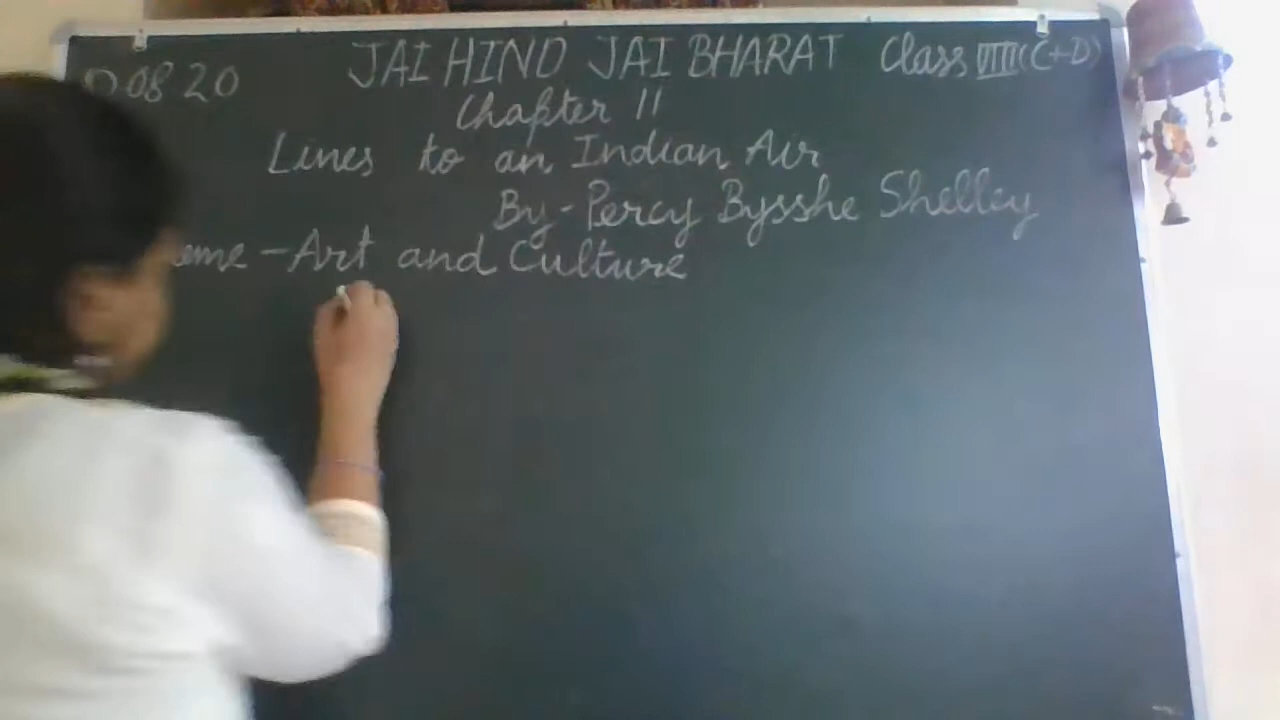 08 20 JAI HIND JAI BHARAT Class VIII (C+D)
Chapter 11
Lines to an Indian Air
By - Percy Bysshe Shelley
eme - Art and Culture